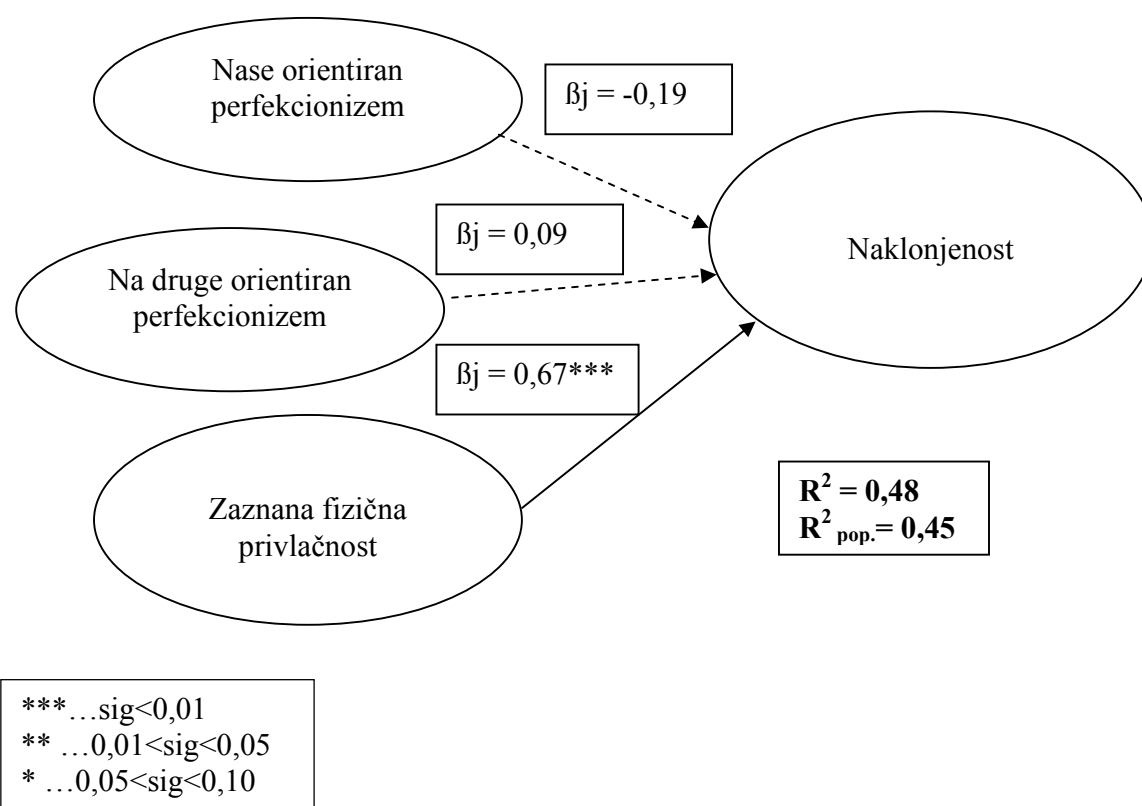 Nase orientiran
perfekcionizem
ßj = -0,19
Na druge orientiran
perfekcionizem
ßj = 0,09
Naklonjenost
ßj = 0,67***
Zaznana fizična
privlačnost
R² = 0,48
R² pop.= 0,45
***…sig<0,01
** …0,01<sig<0,05
* …0,05<sig<0,10